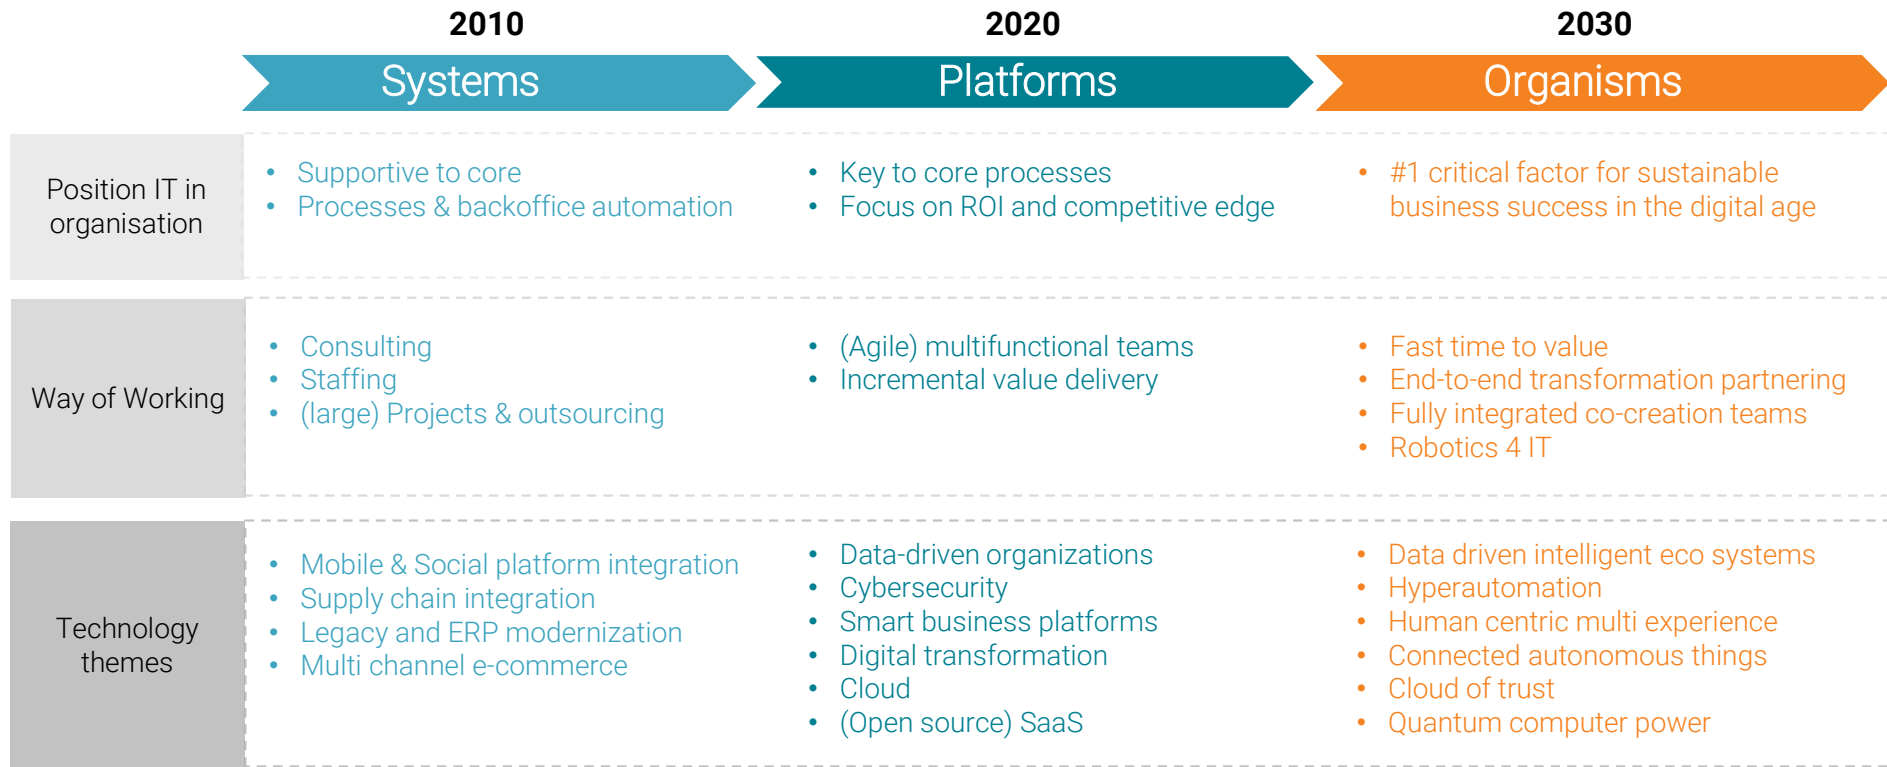 2010
2020
2030
Systems
Platforms
Organisms
Position IT in
organisation
• Supportive to core
• Processes & backoffice automation
• Key to core processes
• Focus on ROI and competitive edge
• #1 critical factor for sustainable
business success in the digital age
Way of Working
• Consulting
• Staffing
• (large) Projects & outsourcing
• (Agile) multifunctional teams
• Incremental value delivery
• Fast time to value
• End-to-end transformation partnering
• Fully integrated co-creation teams
• Robotics 4 IT
Technology
themes
• Mobile & Social platform integration
• Supply chain integration
• Legacy and ERP modernization
• Multi channel e-commerce
• Data-driven organizations
• Cybersecurity
• Smart business platforms
• Digital transformation
• Cloud
• (Open source) SaaS
• Data driven intelligent eco systems
• Hyperautomation
• Human centric multi experience
• Connected autonomous things
• Cloud of trust
• Quantum computer power